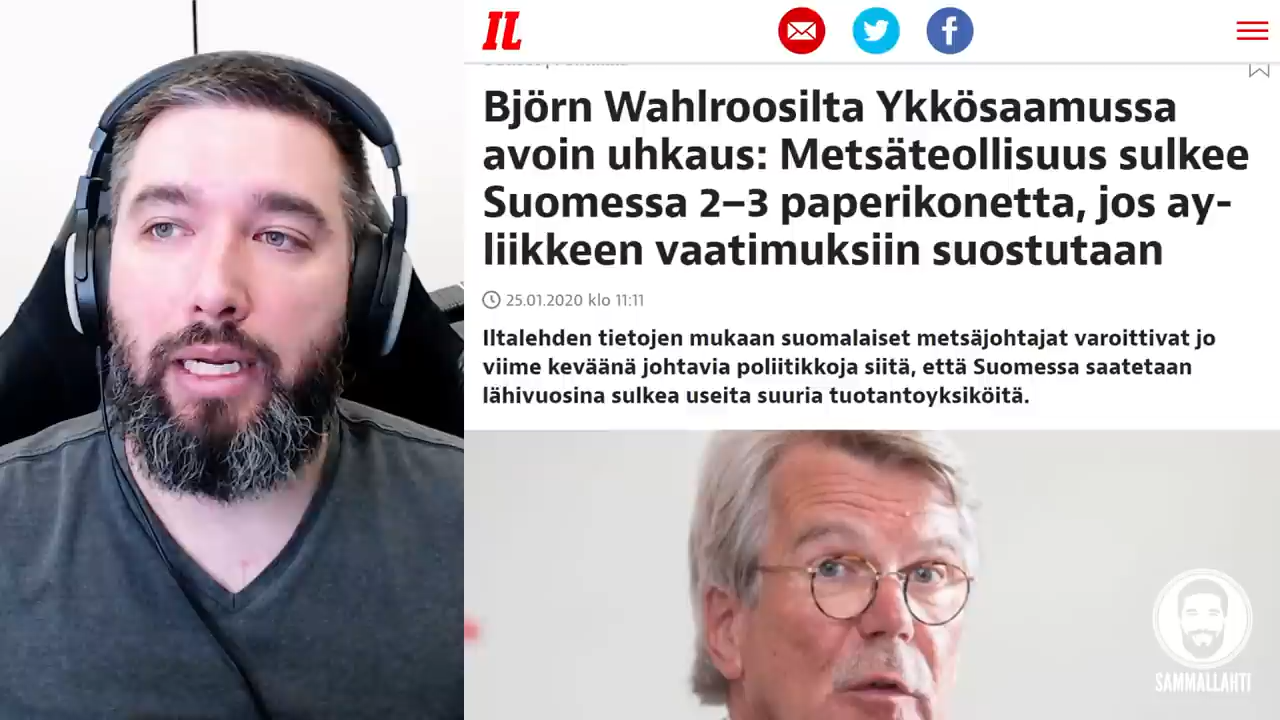 IL
Björn Wahlroosilta Ykkösaamussa
avoin uhkaus: Metsäteollisuus sulkee
Suomessa 2–3 paperikonetta, jos ay-
liikkeen vaatimuksiin suostutaan
25.01.2020 klo 11:11
Iltalehden tietojen mukaan suomalaiset metsäjohtajat varoittivat jo
viime keväänä johtavia poliitikkoja siitä, että Suomessa saatetaan
lähivuosina sulkea useita suuria tuotantoyksiköitä.
SAMMALLAHTI